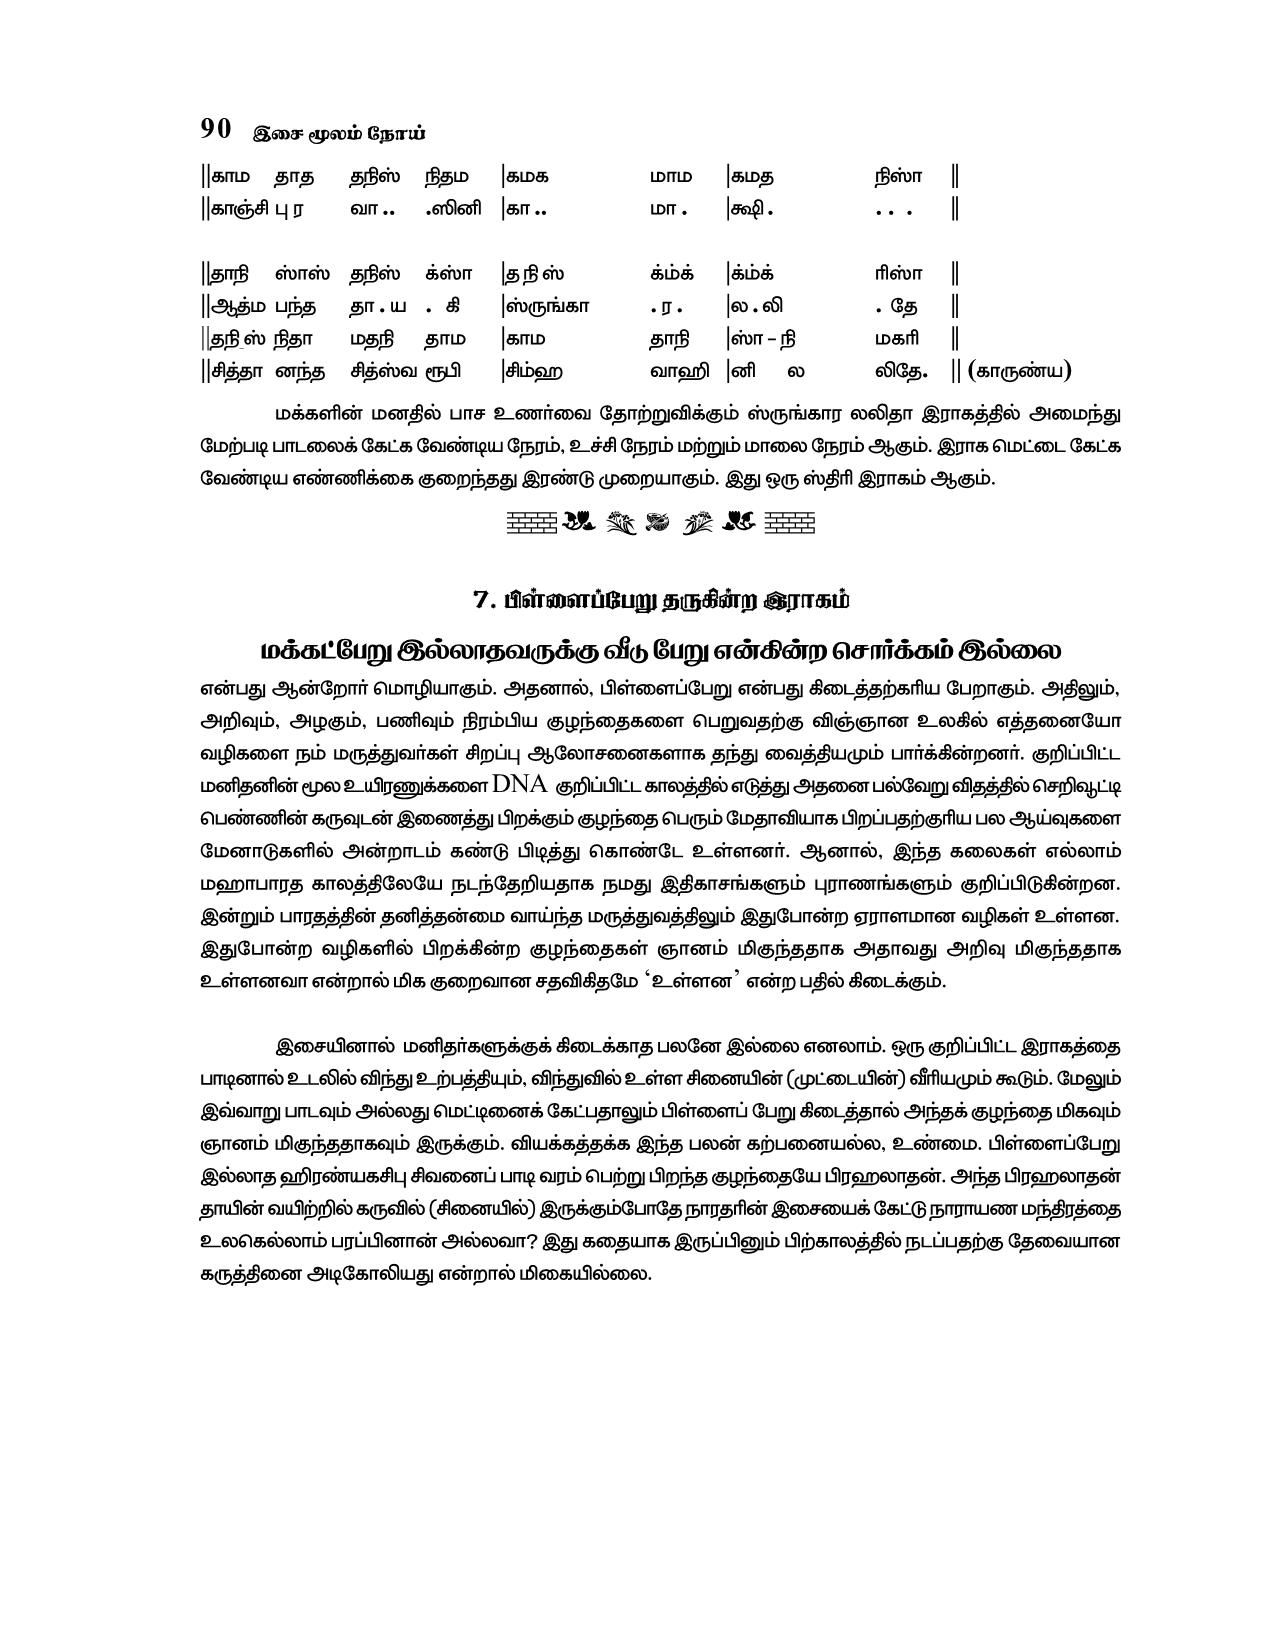 90 இசை மூலம் நோய்
||காம தாத தநிஸ் நிதம |கமக மாம |கமத நிஸா ||
||காஞ்சி பு ர வா . . .ஸினி |கா . . மா . |க்ஷி . . . . ||
||தாநி ஸ்ாஸ் தநிஸ் க்ஸ்ா |த நி ஸ் க்ம்க் |க்ம்க் ரிஸ்ா ||
||ஆத்ம பந்த தா . ய . கி |ஸ்ருங்கா . ர . |ல . லி . தே ||
||தநி ஸ் நிதா மதநி தாம |காம தாநி |ஸ்ா – நி மகரி ||
||சித்தா னந்த சித்ஸ்வ ரூபி |சிம்ஹ வாஹி |னி ல லிதே. || (காருண்ய)
மக்களின் மனதில் பாச உணர்வை தோற்றுவிக்கும் ஸ்ருங்கார லலிதா இராகத்தில் அமைந்து
மேற்படி பாடலைக் கேட்க வேண்டிய நேரம், உச்சி நேரம் மற்றும் மாலை நேரம் ஆகும். இராக மெட்டை கேட்க
வேண்டிய எண்ணிக்கை குறைந்தது இரண்டு முறையாகும். இது ஒரு ஸ்திரி இராகம் ஆகும்.
7. பிள்ளைப்பேறு தருகின்ற இராகம்
மக்கட்பேறு இல்லாதவருக்கு வீடு பேறு என்கின்ற சொர்க்கம் இல்லை
என்பது ஆன்றோர் மொழியாகும். அதனால், பிள்ளைப்பேறு என்பது கிடைத்தற்கரிய பேறாகும். அதிலும்,
அறிவும், அழகும், பணிவும் நிரம்பிய குழந்தைகளை பெறுவதற்கு விஞ்ஞான உலகில் எத்தனையோ
வழிகளை நம் மருத்துவர்கள் சிறப்பு ஆலோசனைகளாக தந்து வைத்தியமும் பார்க்கின்றனர். குறிப்பிட்ட
மனிதனின் மூல உயிரணுக்களை DNA குறிப்பிட்ட காலத்தில் எடுத்து அதனை பல்வேறு விதத்தில் செறிவூட்டி
பெண்ணின் கருவுடன் இணைத்து பிறக்கும் குழந்தை பெரும் மேதாவியாக பிறப்பதற்குரிய பல ஆய்வுகளை
மேனாடுகளில் அன்றாடம் கண்டு பிடித்து கொண்டே உள்ளனர். ஆனால், இந்த கலைகள் எல்லாம்
மஹாபாரத காலத்திலேயே நடந்தேறியதாக நமது இதிகாசங்களும் புராணங்களும் குறிப்பிடுகின்றன.
இன்றும் பாரதத்தின் தனித்தன்மை வாய்ந்த மருத்துவத்திலும் இதுபோன்ற ஏராளமான வழிகள் உள்ளன.
இதுபோன்ற வழிகளில் பிறக்கின்ற குழந்தைகள் ஞானம் மிகுந்ததாக அதாவது அறிவு மிகுந்ததாக
உள்ளனவா என்றால் மிக குறைவான சதவிகிதமே ‘உள்ளன’ என்ற பதில் கிடைக்கும்.
இசையினால் மனிதர்களுக்குக் கிடைக்காத பலனே இல்லை எனலாம். ஒரு குறிப்பிட்ட இராகத்தை
பாடினால் உடலில் விந்து உற்பத்தியும், விந்துவில் உள்ள சினையின் (முட்டையின்) வீரியமும் கூடும். மேலும்
இவ்வாறு பாடவும் அல்லது மெட்டினைக் கேட்பதாலும் பிள்ளைப் பேறு கிடைத்தால் அந்தக் குழந்தை மிகவும்
ஞானம் மிகுந்ததாகவும் இருக்கும். வியக்கத்தக்க இந்த பலன் கற்பனையல்ல, உண்மை. பிள்ளைப்பேறு
இல்லாத ஹிரண்யகசிபு சிவனைப் பாடி வரம் பெற்று பிறந்த குழந்தையே பிரஹலாதன். அந்த பிரஹலாதன்
தாயின் வயிற்றில் கருவில் (சினையில்) இருக்கும்போதே நாரதரின் இசையைக் கேட்டு நாராயண மந்திரத்தை
உலகெல்லாம் பரப்பினான் அல்லவா? இது கதையாக இருப்பினும் பிற்காலத்தில் நடப்பதற்கு தேவையான
கருத்தினை அடிகோலியது என்றால் மிகையில்லை.